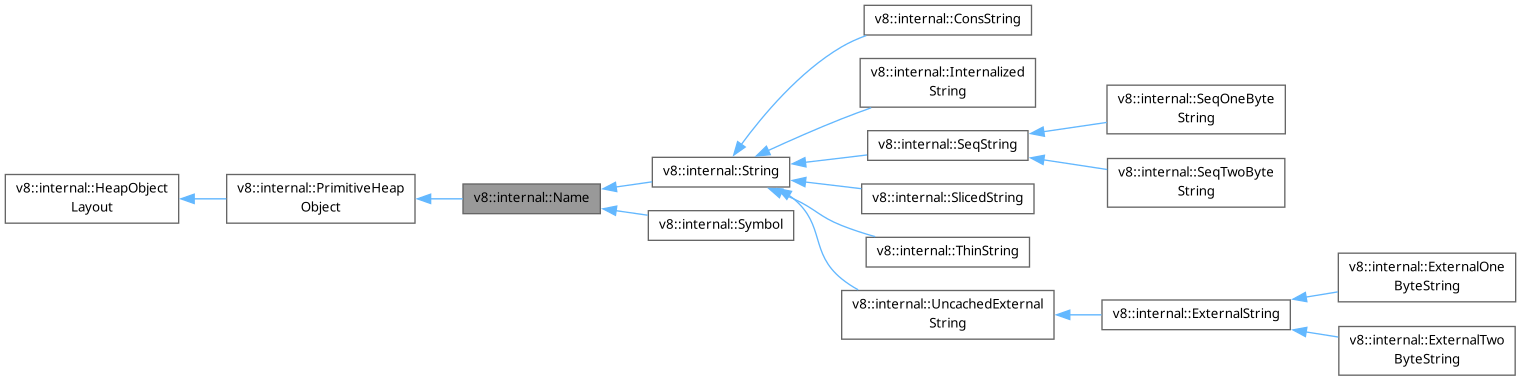 v8::internal::HeapObject
Layout
v8::internal::PrimitiveHeap
Object
v8::internal::Name
v8::internal::String
v8::internal::Symbol
v8::internal::ConsString
v8::internal::Internalized
String
v8::internal::SeqString
v8::internal::SlicedString
v8::internal::ThinString
v8::internal::UncachedExternal
String
v8::internal::SeqOneByte
String
v8::internal::SeqTwoByte
String
v8::internal::ExternalString
v8::internal::ExternalOne
ByteString
v8::internal::ExternalTwo
ByteString